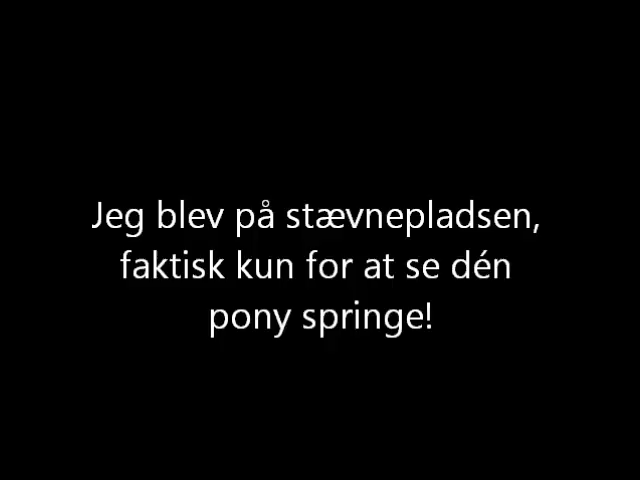 Jeg blev på stævnepladsen,
faktisk kun for at se dén
pony springe!